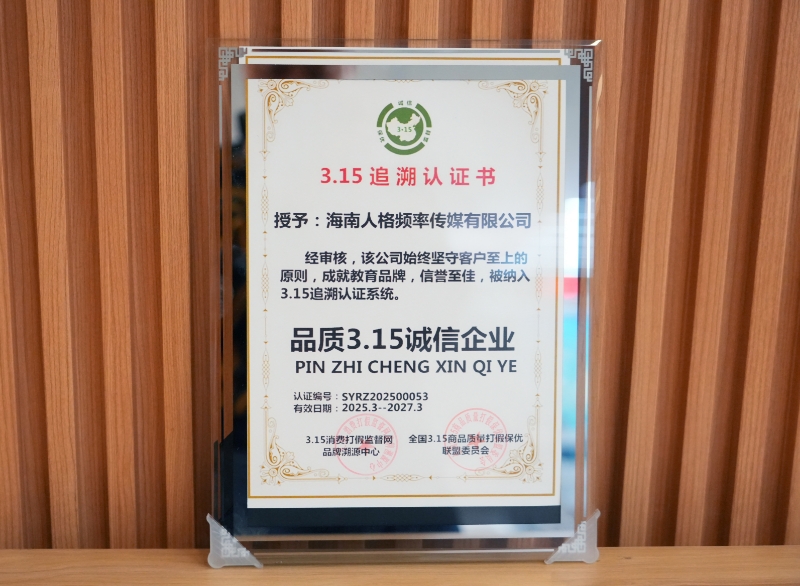 3·15
3.15 追溯认证书
授予：海南人格频率传媒有限公司
经审核，该公司始终坚守客户至上的
原则，成就教育品牌，信誉至佳，被纳入
3.15追溯认证系统。
品质3.15诚信企业
PIN ZHI CHENG XIN QI YE
认证编号：SYRZ202500053
有效日期：2025.3--2027.3
3.15消费打假监督网
品牌溯源中心
全国3.15商品质量打假保优
联盟委员会